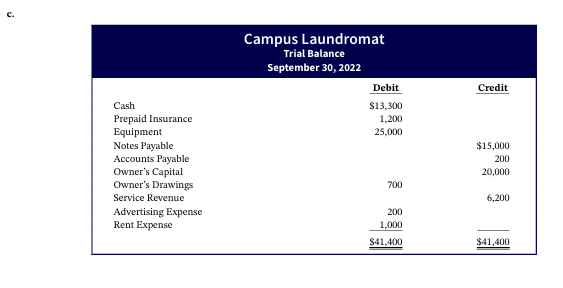 c.
Campus Laundromat
Trial Balance
September 30, 2022
Debit Credit
Cash $13,300
Prepaid Insurance 1,200
Equipment 25,000
Notes Payable $15,000
Accounts Payable 200
Owner’s Capital 20,000
Owner’s Drawings 700
Service Revenue 6,200
Advertising Expense 200
Rent Expense 1,000
$41,400 $41,400